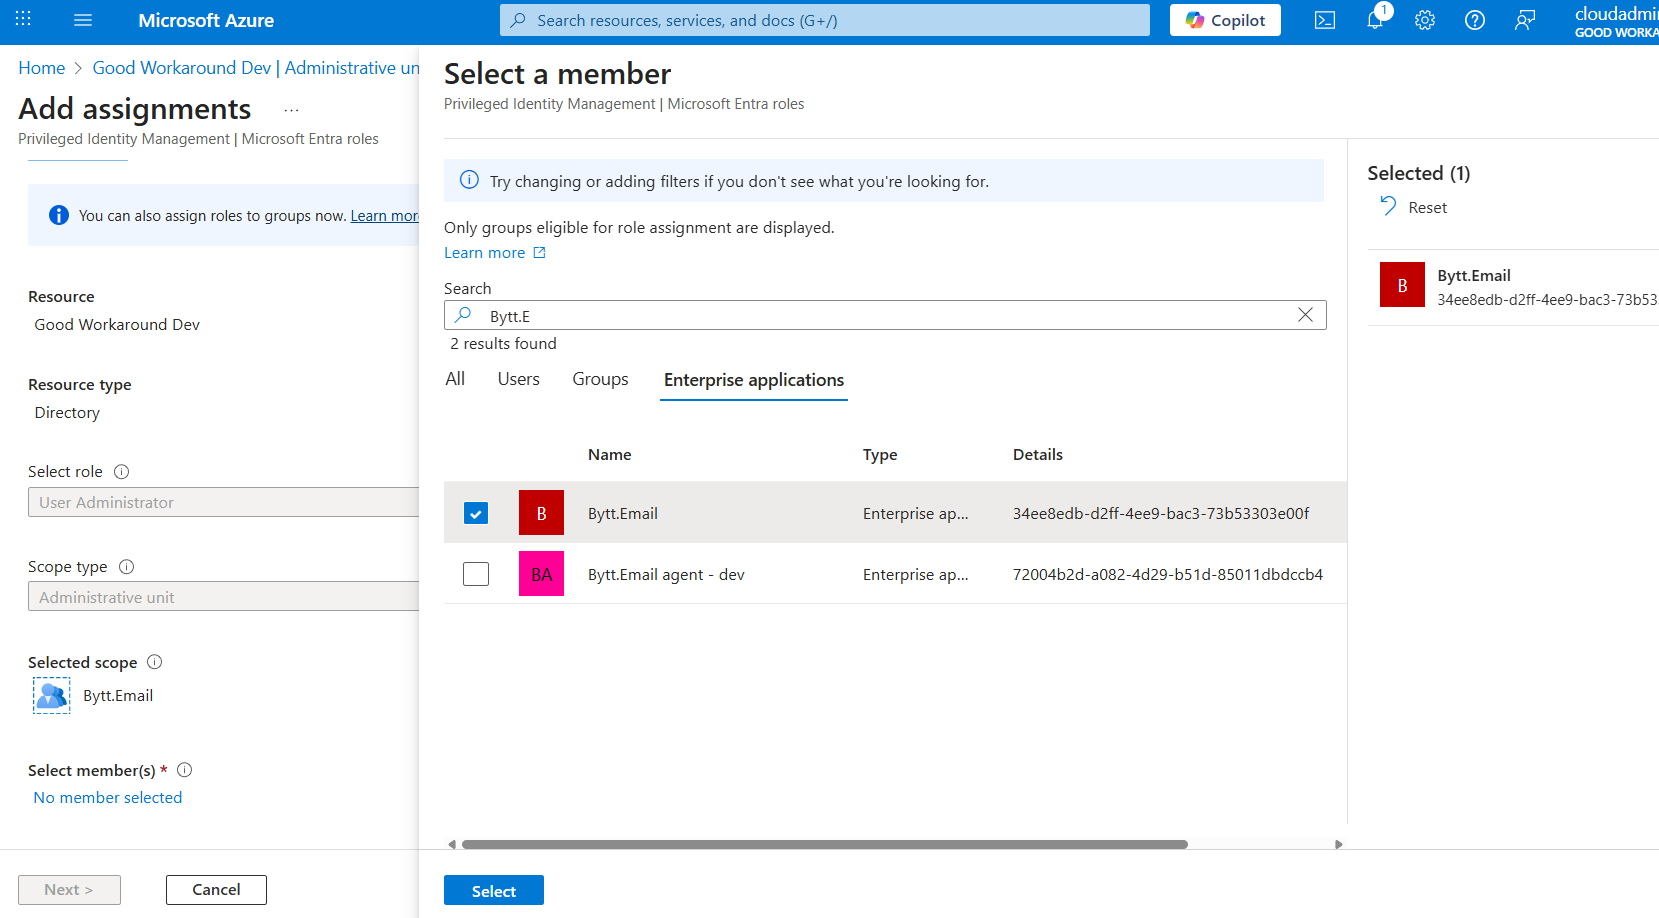 Microsoft Azure
Search resources, services, and docs (G+/)
Copilot
1
cloudadmin
GOOD WORKA
Home > Good Workaround Dev | Administrative un
Add assignments ...
Privileged Identity Management | Microsoft Entra roles
You can also assign roles to groups now. Learn more
Resource
Good Workaround Dev
Resource type
Directory
Select role
User Administrator
Scope type
Administrative unit
Selected scope
Bytt.Email
Select member(s) *
No member selected
Next >
Cancel
Select a member
Privileged Identity Management | Microsoft Entra roles
Try changing or adding filters if you don't see what you're looking for.
Only groups eligible for role assignment are displayed.
Learn more
Search
Bytt.E
2 results found
All Users Groups Enterprise applications
Name Type Details
B Bytt.Email Enterprise ap... 34ee8edb-d2ff-4ee9-bac3-73b53303e00f
BA Bytt.Email agent - dev Enterprise ap... 72004b2d-a082-4d29-b51d-85011dbdccb4
Select
Selected (1)
Reset
B
Bytt.Email
34ee8edb-d2ff-4ee9-bac3-73b53